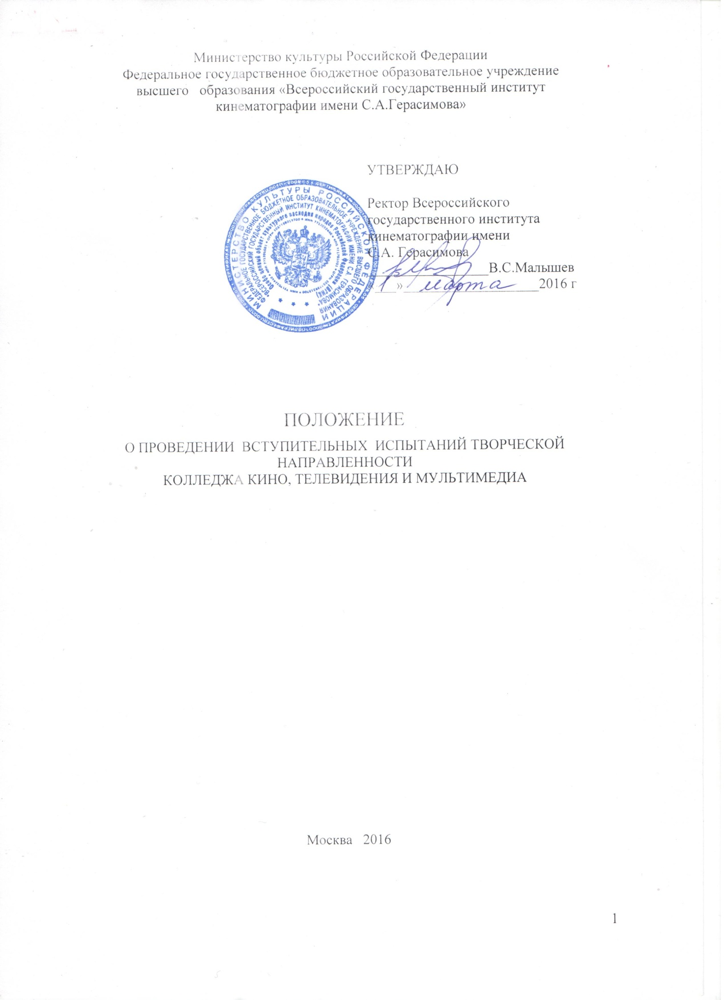 Министерство культуры Российской Федерации
Федеральное государственное бюджетное образовательное учреждение
высшего образования «Всероссийский государственный институт
кинематографии имени С.А.Герасимова»
УТВЕРЖДАЮ
Ректор Всероссийского
государственного института
кинематографии имени
С.А. Герасимова
В.С.Малышев
«1» марта 2016 г
МИНИСТЕРСТВО КУЛЬТУРЫ РОССИЙСКОЙ ФЕДЕРАЦИИ
ФЕДЕРАЛЬНОЕ ГОСУДАРСТВЕННОЕ БЮДЖЕТНОЕ ОБРАЗОВАТЕЛЬНОЕ УЧРЕЖДЕНИЕ ВЫСШЕГО ОБРАЗОВАНИЯ
"ВСЕРОССИЙСКИЙ ГОСУДАРСТВЕННЫЙ ИНСТИТУТ КИНЕМАТОГРАФИИ ИМЕНИ С.А. ГЕРАСИМОВА"
Особо ценный объект культурного наследия народов Российской Федерации (ВГИК)
ПОЛОЖЕНИЕ
О ПРОВЕДЕНИИ ВСТУПИТЕЛЬНЫХ ИСПЫТАНИЙ ТВОРЧЕСКОЙ
НАПРАВЛЕННОСТИ
КОЛЛЕДЖА КИНО, ТЕЛЕВИДЕНИЯ И МУЛЬТИМЕДИА
Москва 2016
1